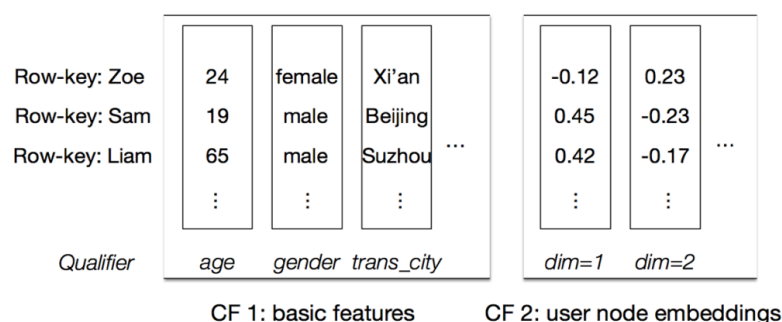 Row-key: Zoe 24 female Xi'an -0.12 0.23
Row-key: Sam 19 male Beijing 0.45 -0.23
Row-key: Liam 65 male Suzhou ... 0.42 -0.17 ...
⋮ ⋮ ⋮ ⋮ ⋮
Qualifier age gender trans_city dim=1 dim=2
CF 1: basic features CF 2: user node embeddings